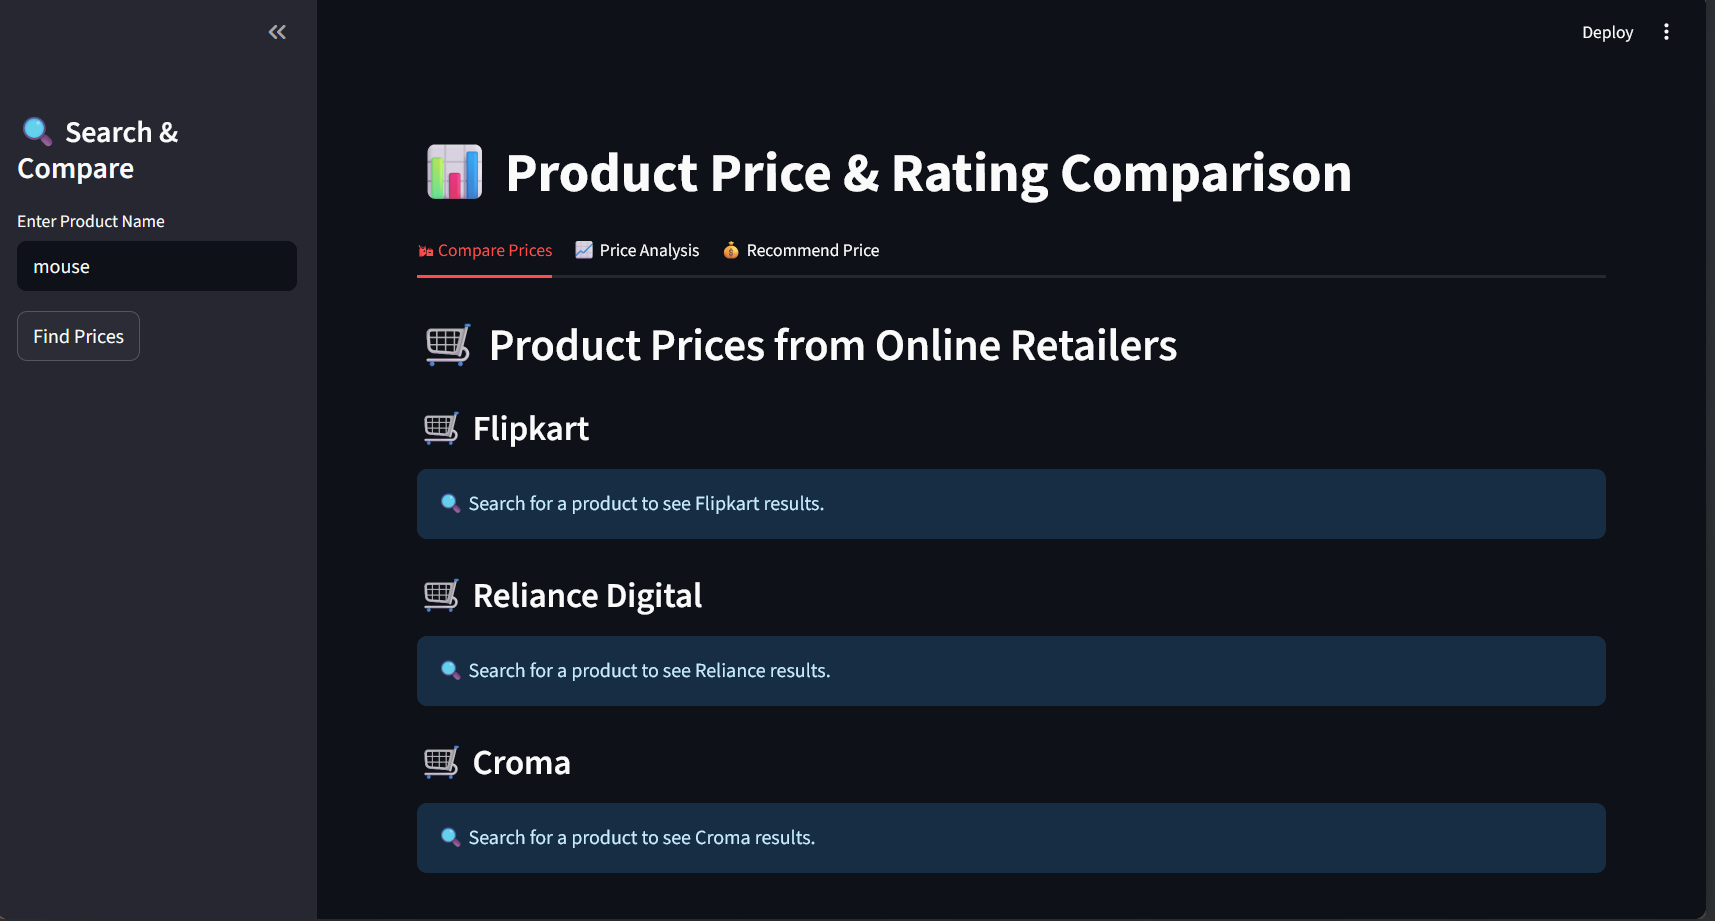 Deploy
🔍 Search &
Compare
Enter Product Name
mouse
Find Prices
📊 Product Price & Rating Comparison
Compare Prices
📈 Price Analysis
💰 Recommend Price
🛒 Product Prices from Online Retailers
🛒 Flipkart
🔍 Search for a product to see Flipkart results.
🛒 Reliance Digital
🔍 Search for a product to see Reliance results.
🛒 Croma
🔍 Search for a product to see Croma results.